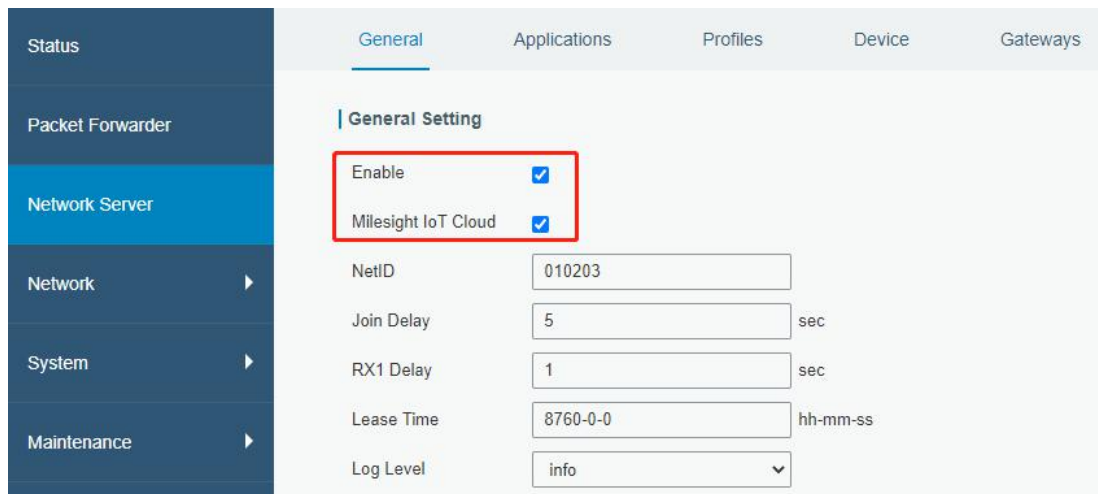 Status
Packet Forwarder
Network Server
Network
System
Maintenance
General Applications Profiles Device Gateways
General Setting
Enable
Milesight IoT Cloud
NetID 010203
Join Delay 5 sec
RX1 Delay 1 sec
Lease Time 8760-0-0 hh-mm-ss
Log Level info